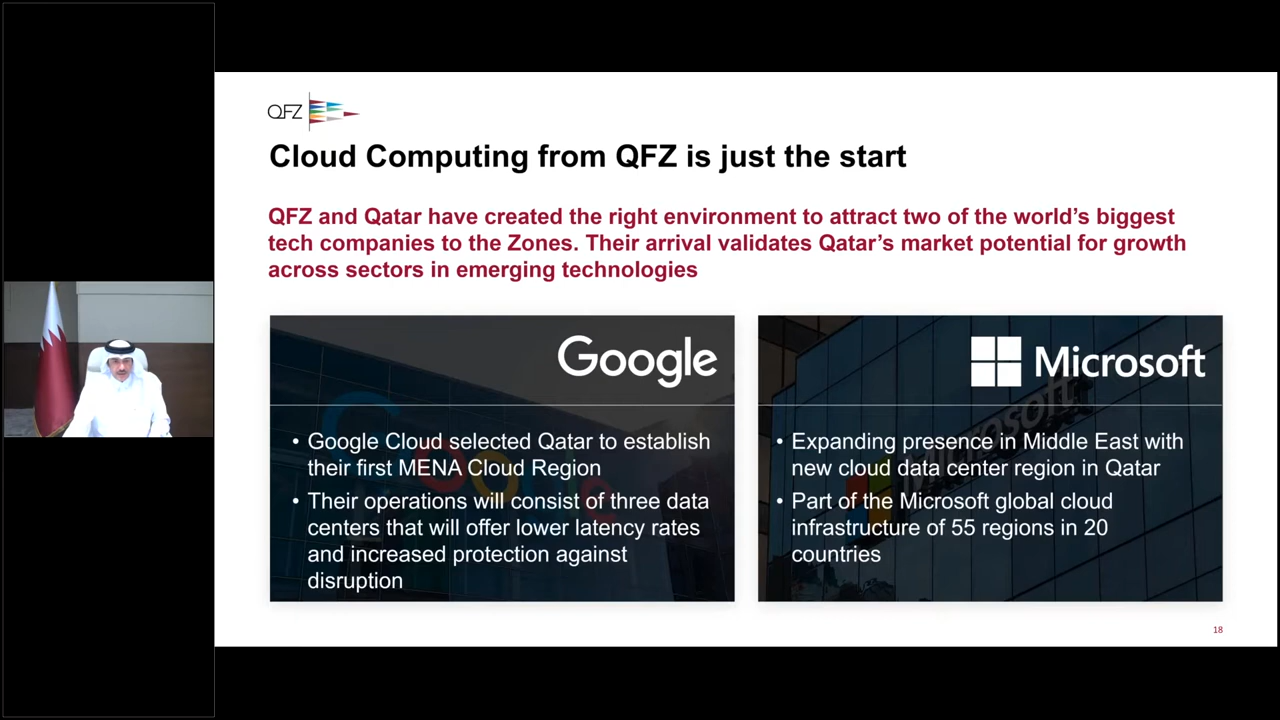 QFZ
Cloud Computing from QFZ is just the start
QFZ and Qatar have created the right environment to attract two of the world's biggest
tech companies to the Zones. Their arrival validates Qatar's market potential for growth
across sectors in emerging technologies
Google
• Google Cloud selected Qatar to establish
their first MENA Cloud Region
• Their operations will consist of three data
centers that will offer lower latency rates
and increased protection against
disruption
Microsoft
• Expanding presence in Middle East with
new cloud data center region in Qatar
• Part of the Microsoft global cloud
infrastructure of 55 regions in 20
countries
Google
Microsoft
18